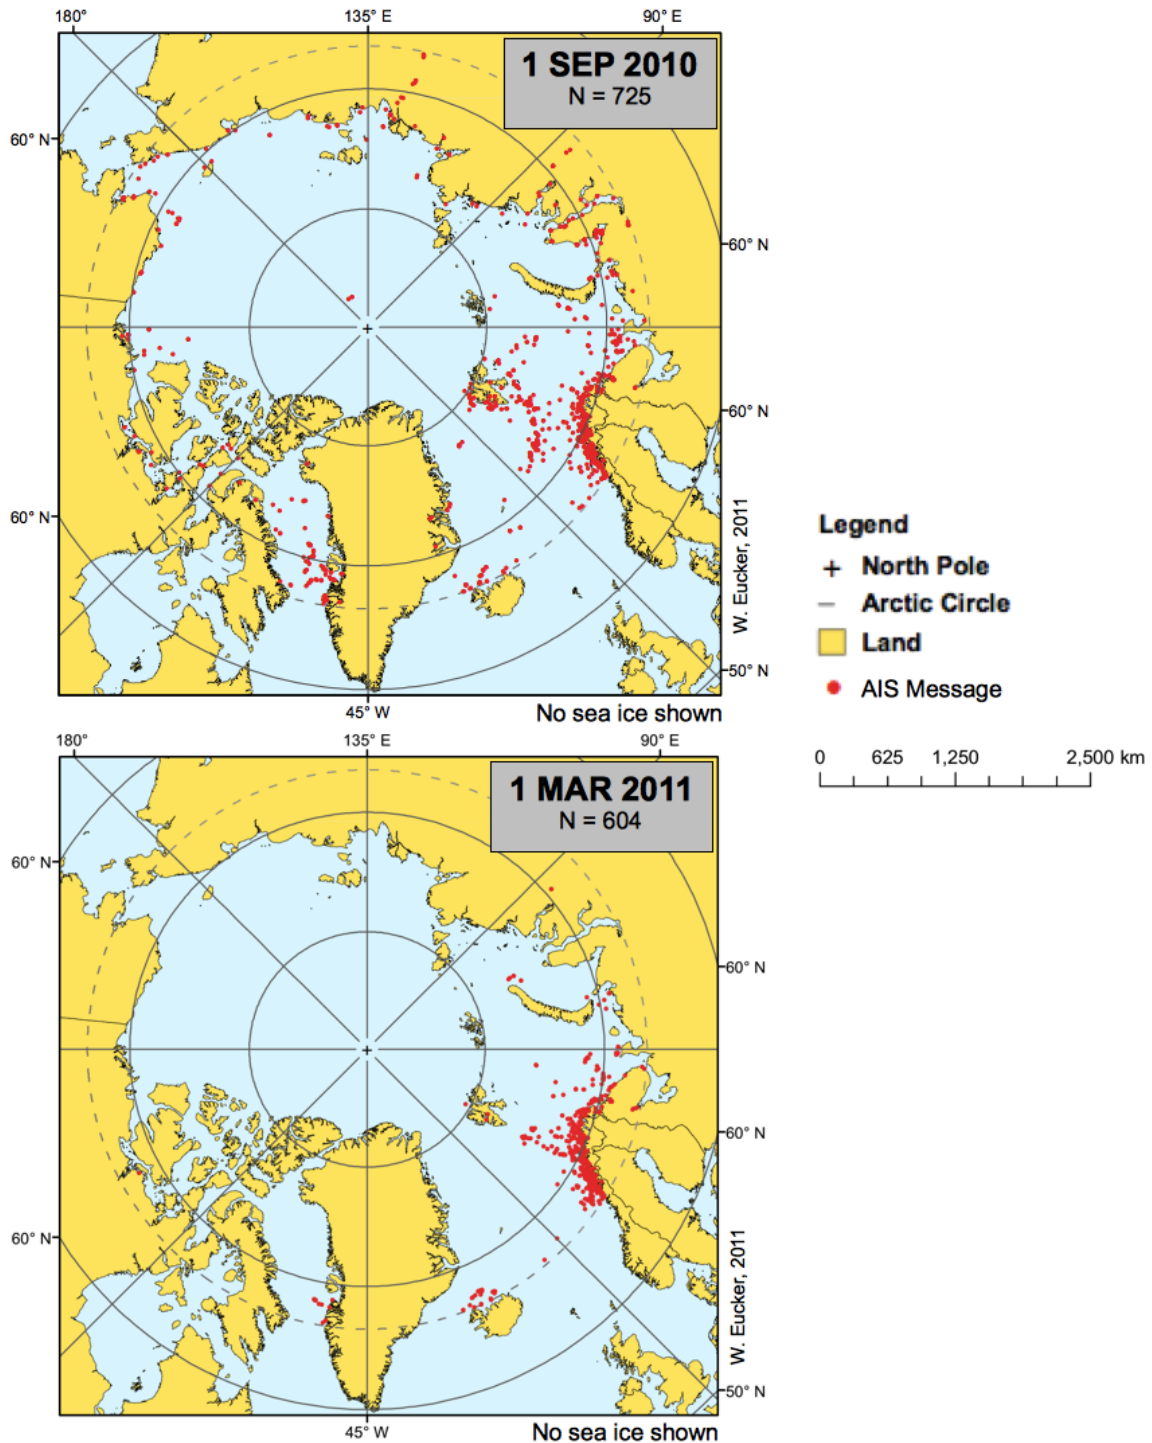 180°
135° E
90° E
1 SEP 2010
N = 725
60° N
60° N
60° N
60° N
50° N
W. Eucker, 2011
45° W
No sea ice shown
Legend
+ North Pole
– Arctic Circle
Land
AIS Message
0 625 1,250 2,500 km
180°
135° E
90° E
1 MAR 2011
N = 604
60° N
60° N
60° N
60° N
50° N
W. Eucker, 2011
45° W
No sea ice shown